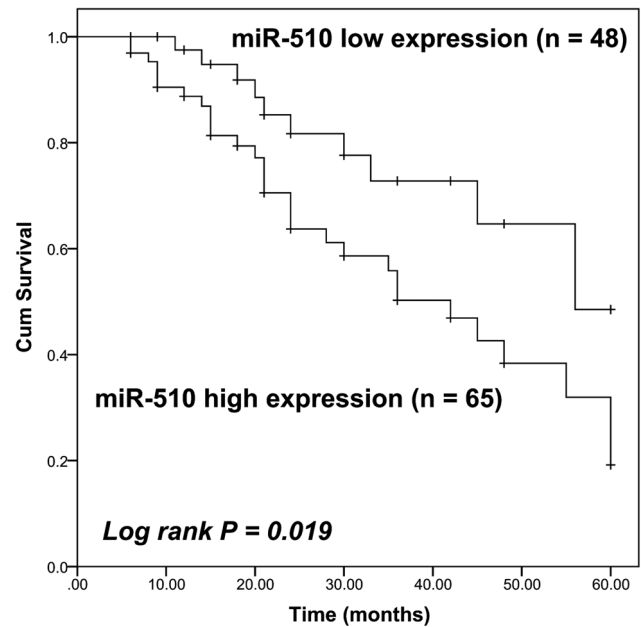 miR-510 low expression (n = 48)
1.0
0.8
0.6
0.4
0.2
0.0
Cum Survival
miR-510 high expression (n = 65)
Log rank P = 0.019
.00 10.00 20.00 30.00 40.00 50.00 60.00
Time (months)